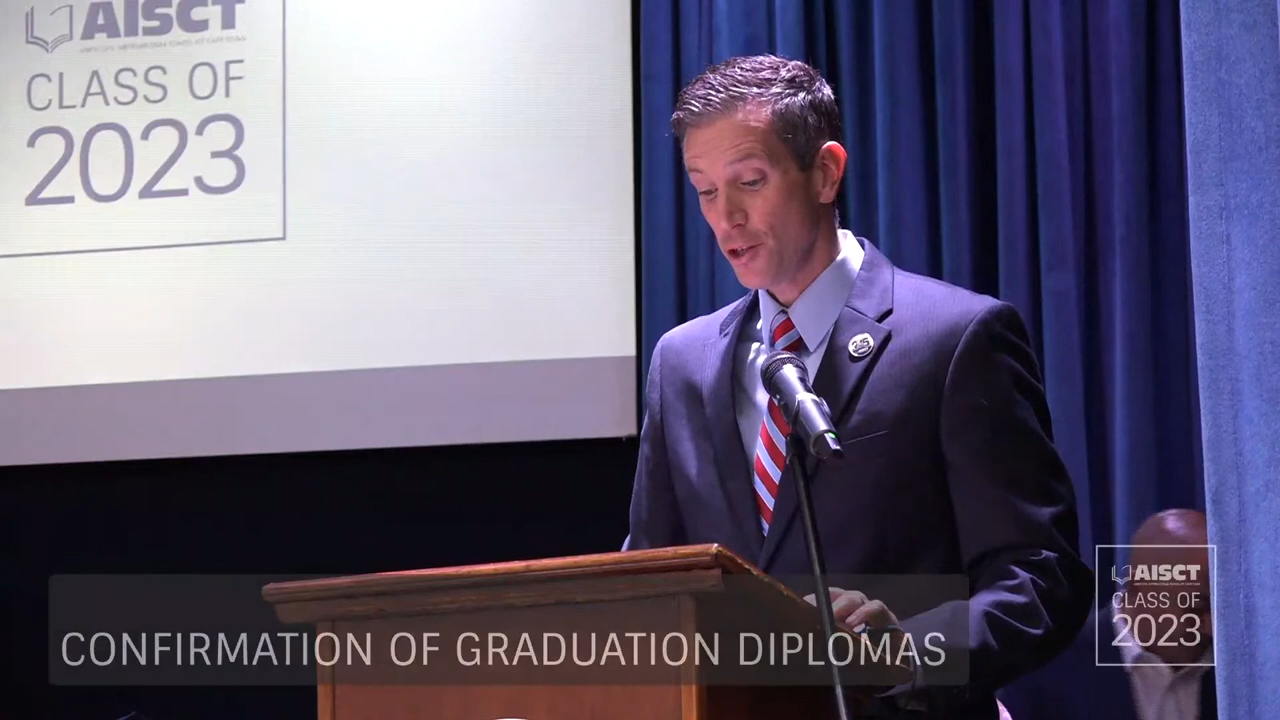 AISCT
CLASS OF
2023
CONFIRMATION OF GRADUATION DIPLOMAS
AISCT
CLASS OF
2023